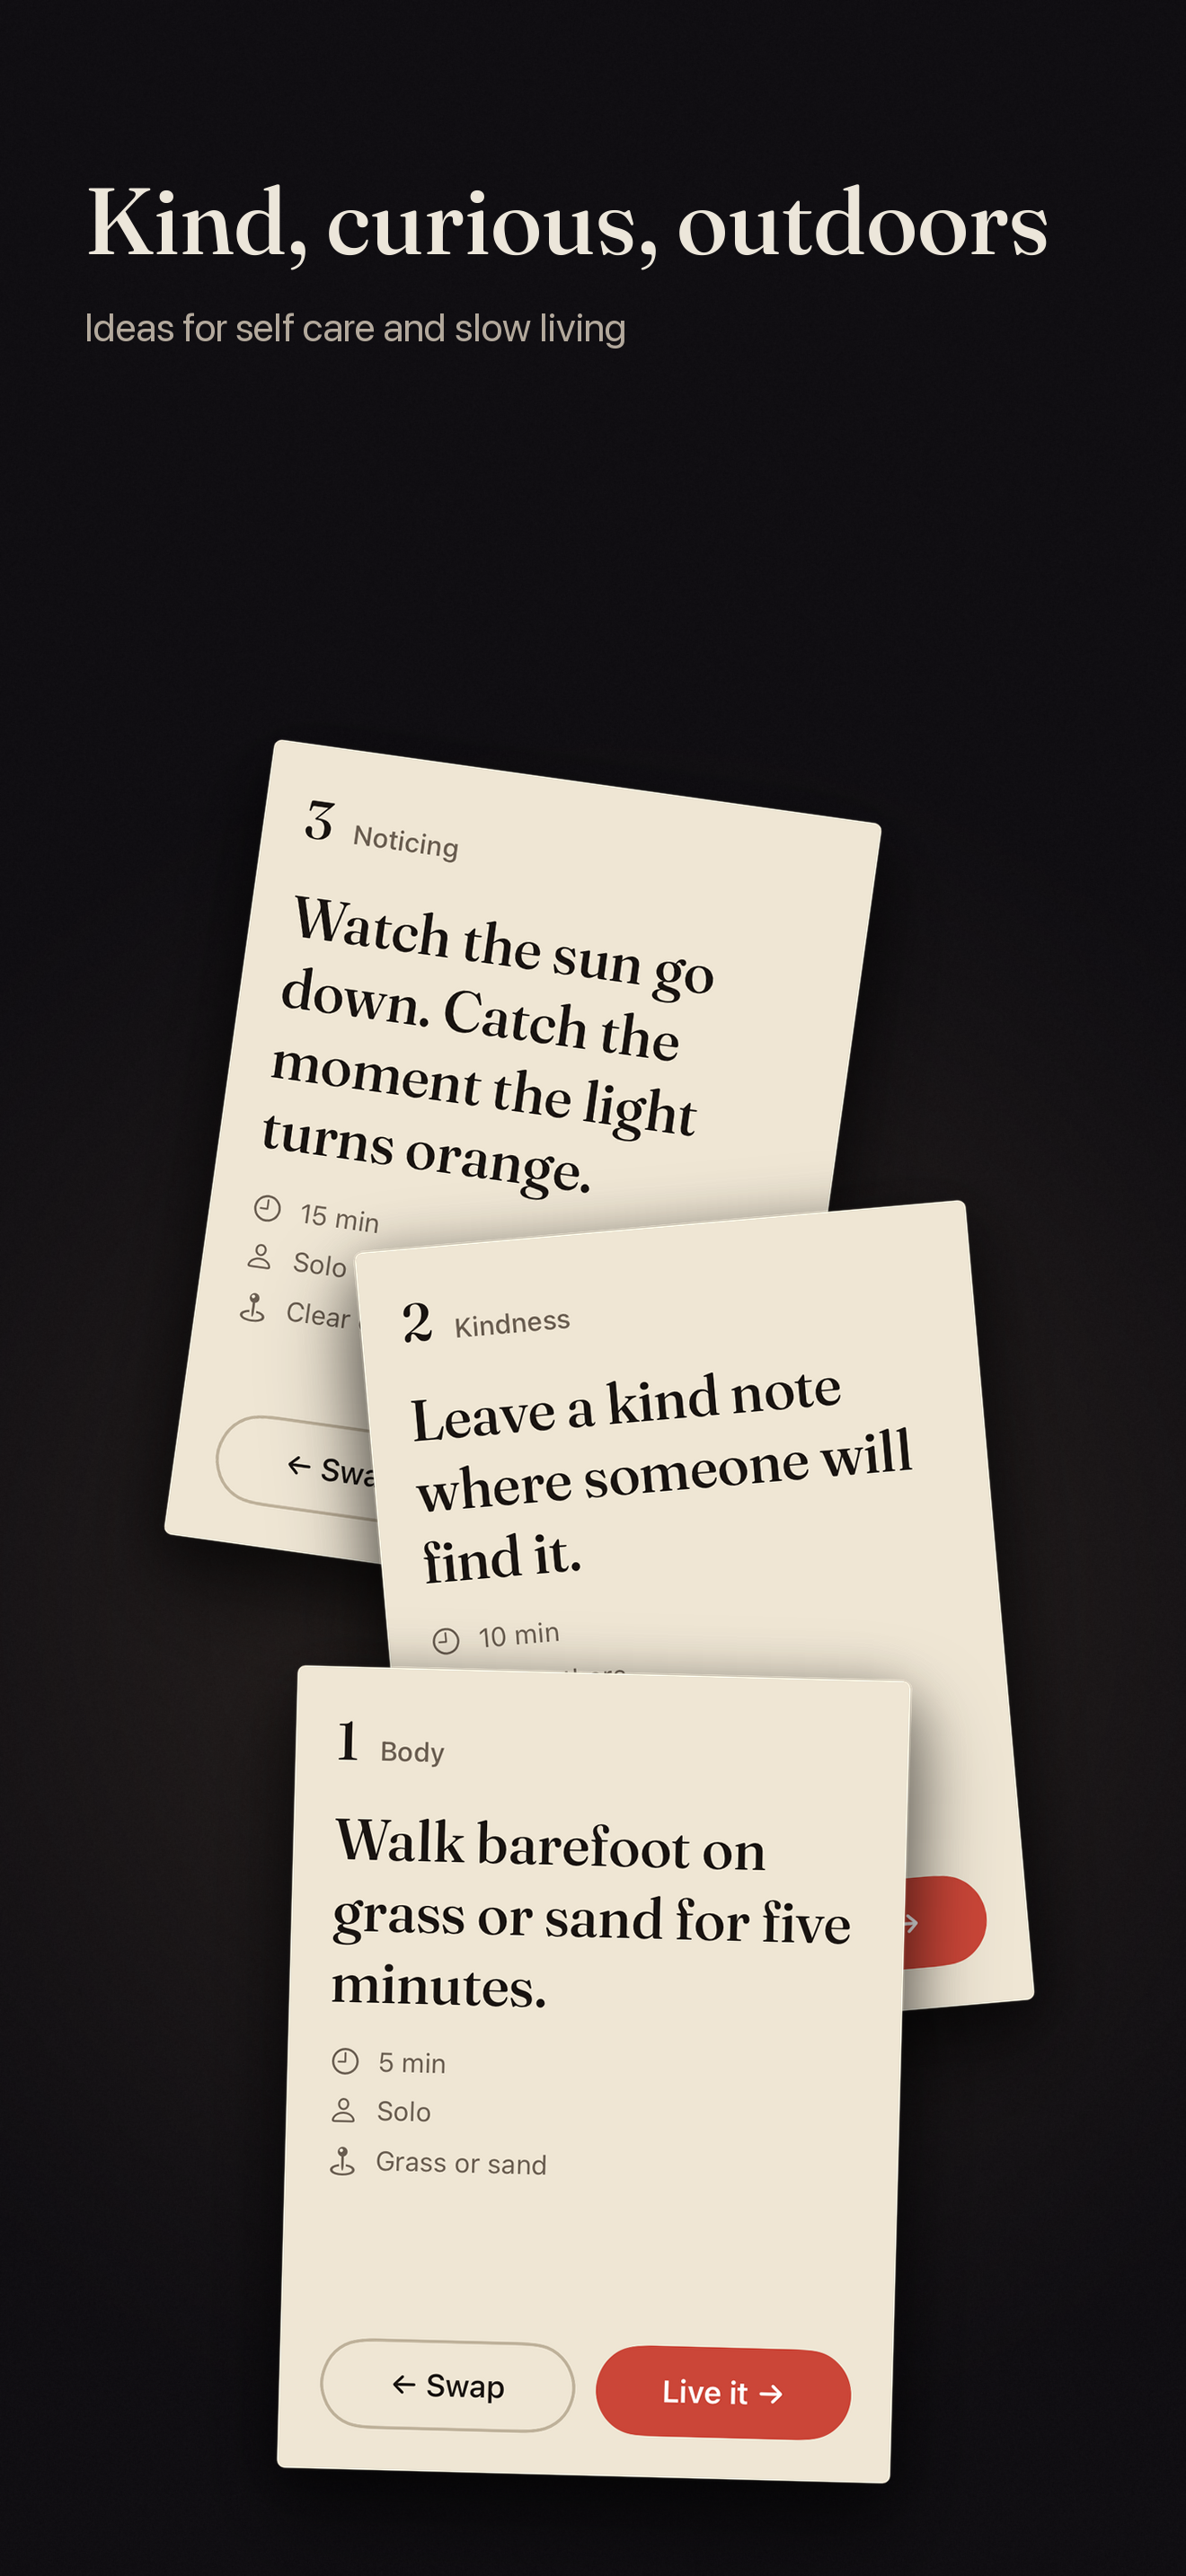 Kind, curious, outdoors
Ideas for self care and slow living
3 Noticing
Watch the sun go
down. Catch the
moment the light
turns orange.
15 min
Solo
Clear
←
2 Kindness
Leave a kind note
where someone will
find it.
10 min
→
1 Body
Walk barefoot on
grass or sand for five
minutes.
5 min
Solo
Grass or sand
← Swap
Live it →